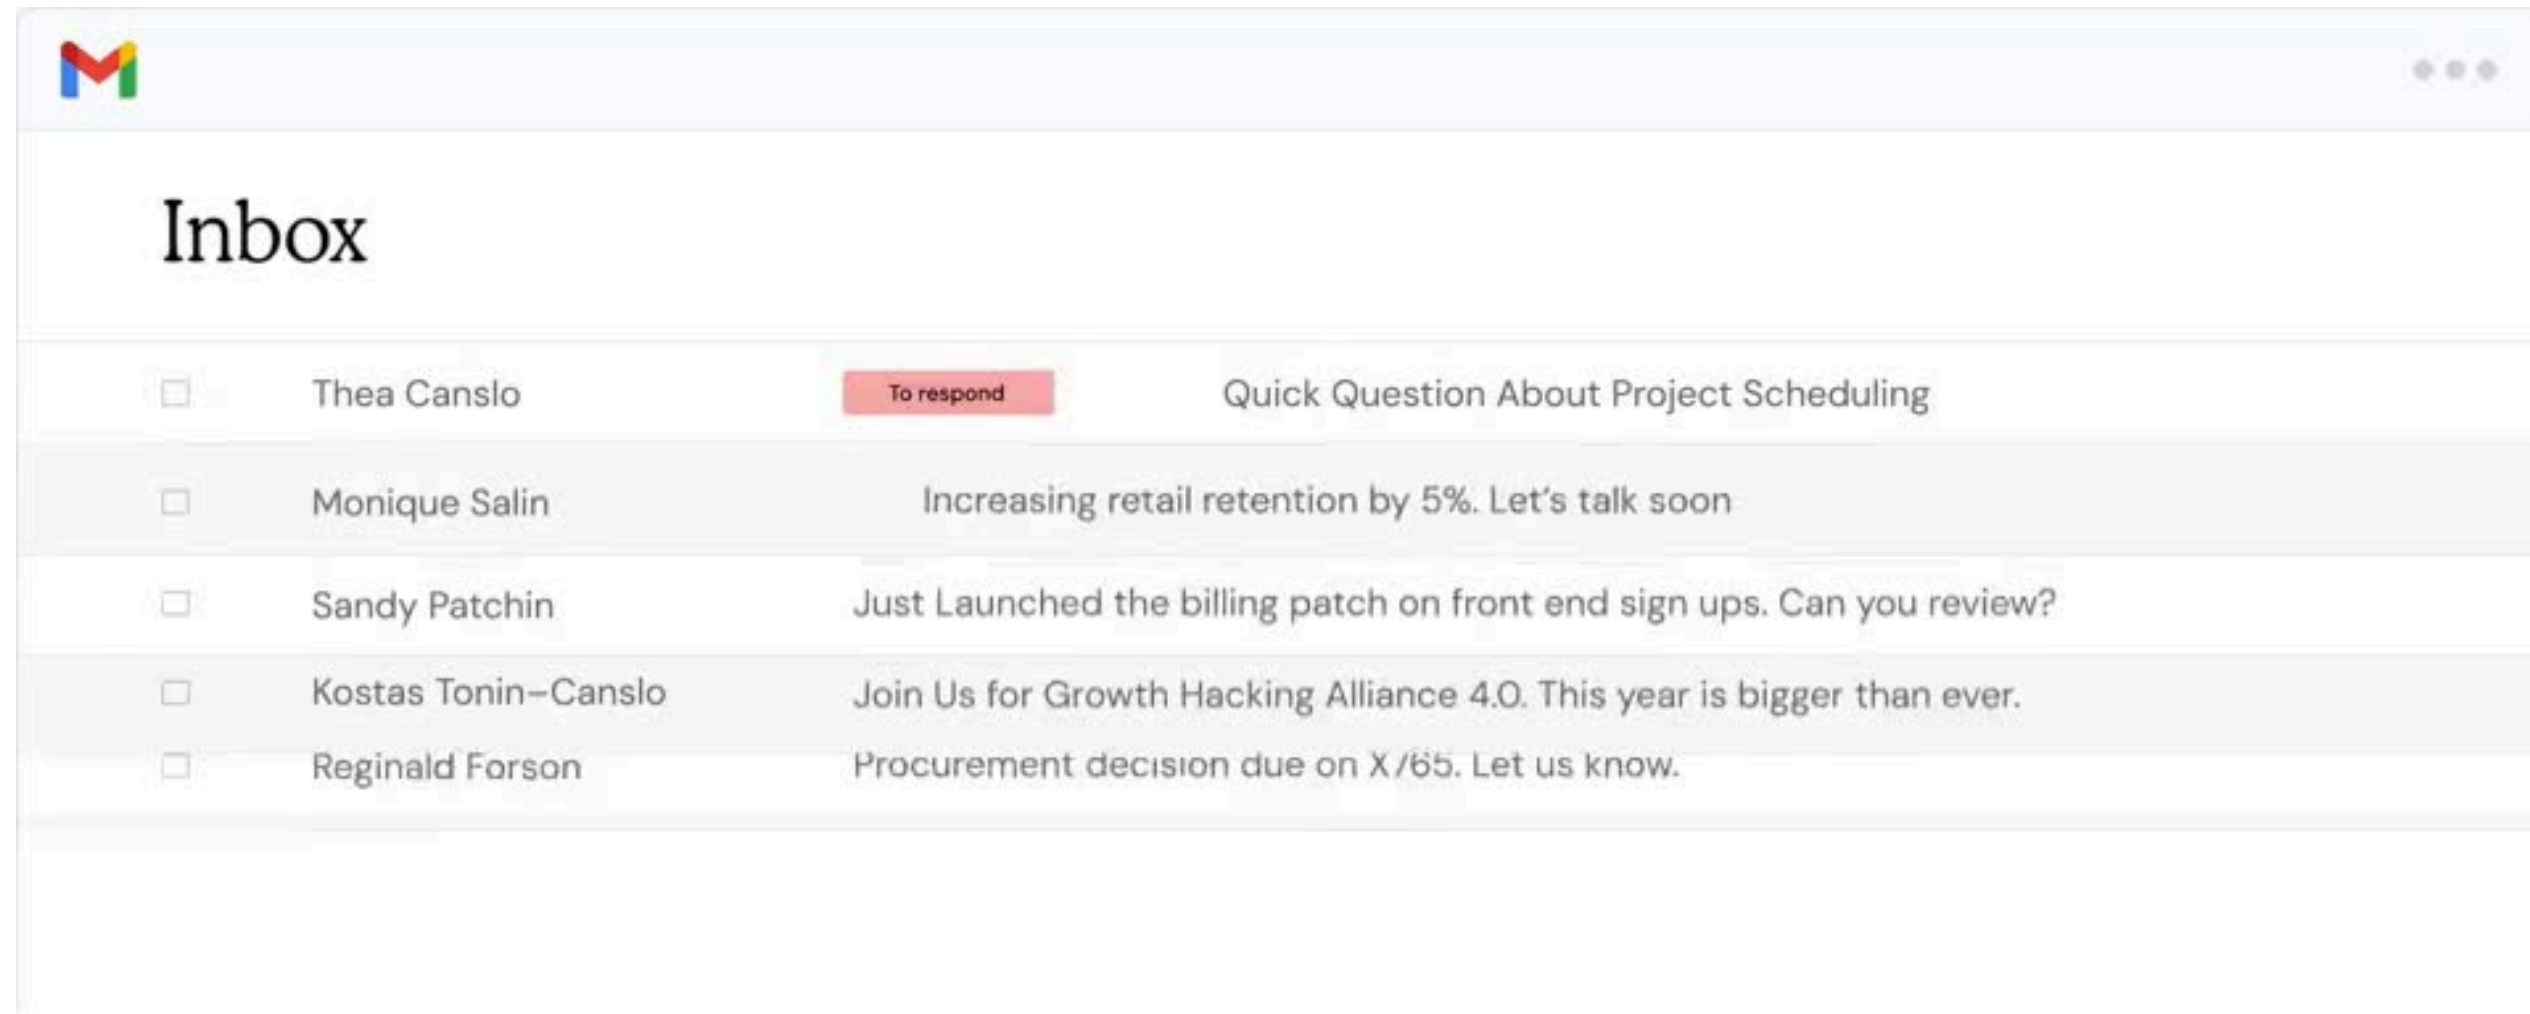 Inbox
Thea Canslo To respond Quick Question About Project Scheduling
Monique Salin Increasing retail retention by 5%. Let's talk soon
Sandy Patchin Just Launched the billing patch on front end sign ups. Can you review?
Kostas Tonin-Canslo Join Us for Growth Hacking Alliance 4.0. This year is bigger than ever.
Reginald Forson Procurement decision due on X/65. Let us know.